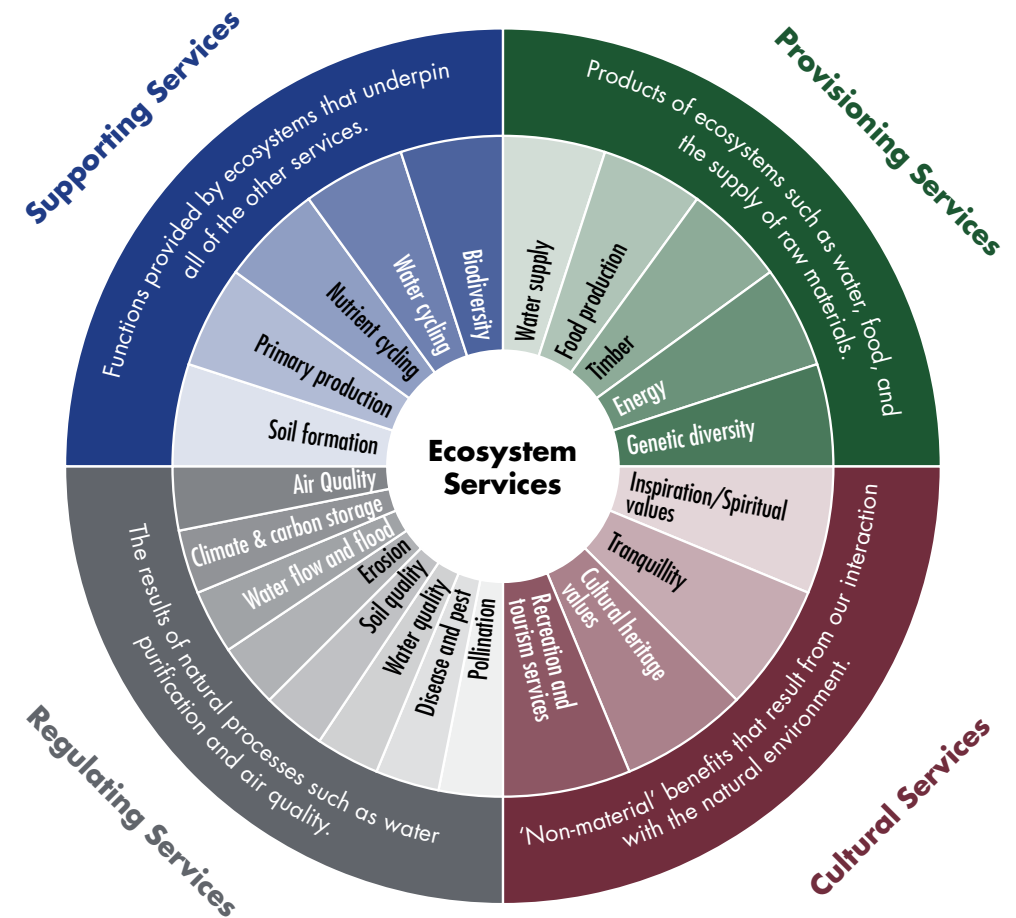 Supporting Services
Functions provided by ecosystems that underpin
all of the other services.
Biodiversity
Water cycling
Nutrient cycling
Primary production
Soil formation
Provisioning Services
Products of ecosystems such as water, food, and
the supply of raw materials.
Water supply
Food production
Timber
Energy
Genetic diversity
Ecosystem
Services
Regulating Services
The results of natural processes such as water
purification and air quality.
Air Quality
Climate & carbon storage
Water flow and flood
Erosion
Soil quality
Water quality
Disease and pest
Pollination
Cultural Services
'Non-material' benefits that result from our interaction
with the natural environment.
Inspiration/Spiritual
values
Tranquillity
Cultural heritage
values
Recreation and
tourism services